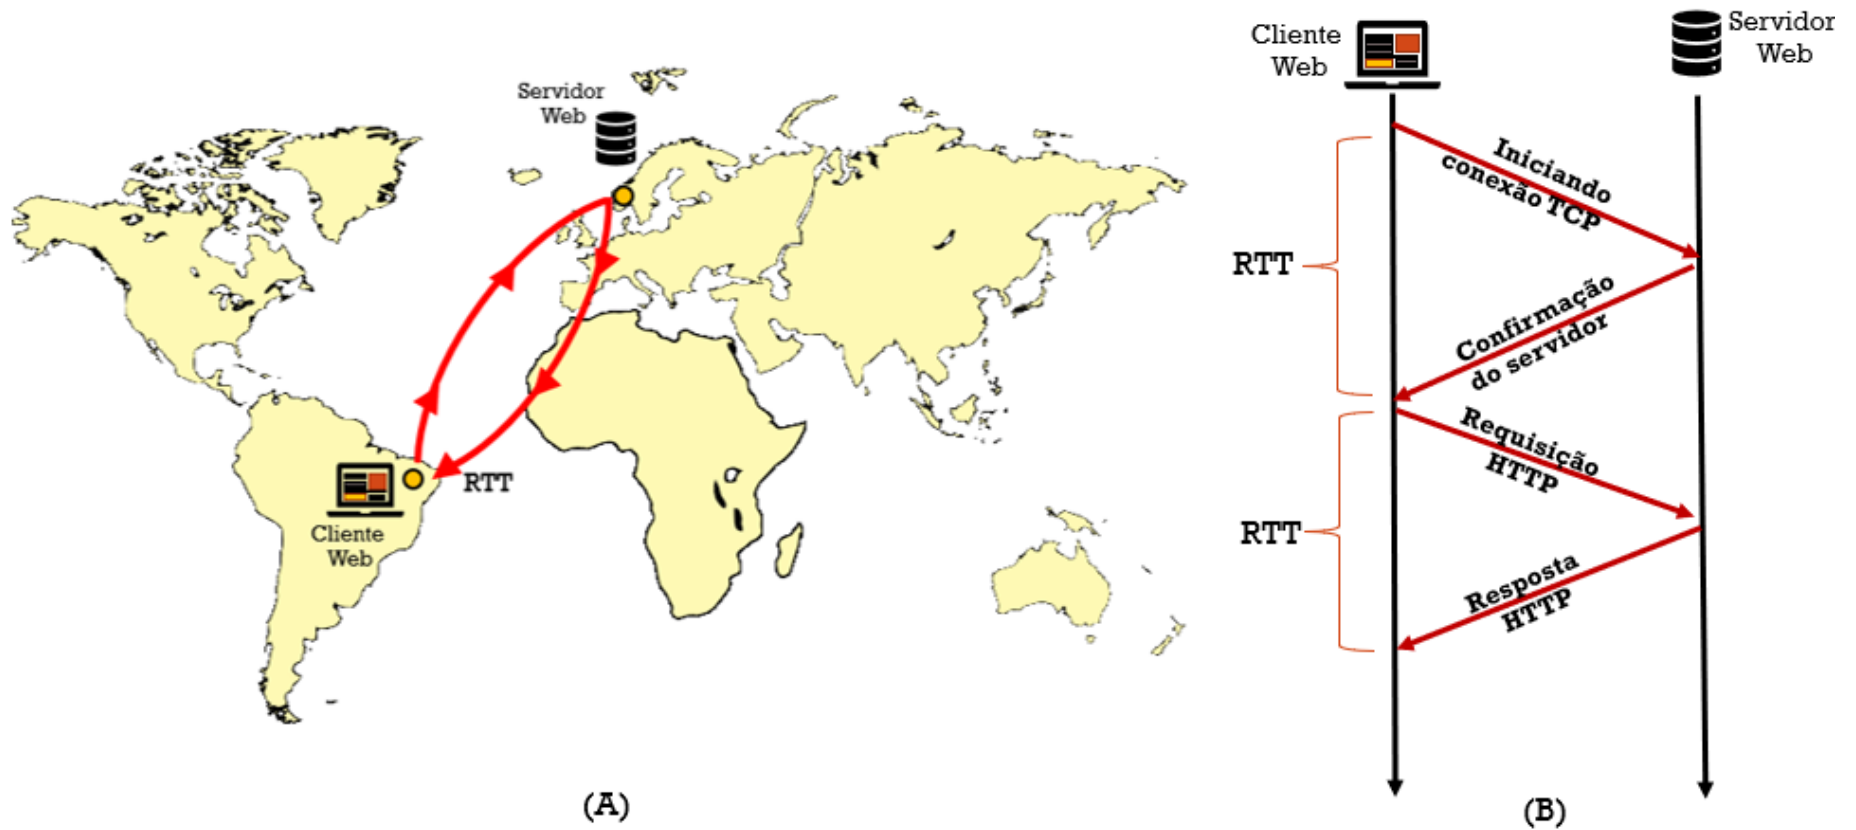 Servidor
Web
RTT
Cliente
Web
(A)
Cliente
Web
Servidor
Web
Iniciando
conexão TCP
RTT
Confirmação
do servidor
Requisição
HTTP
RTT
Resposta
HTTP
(B)